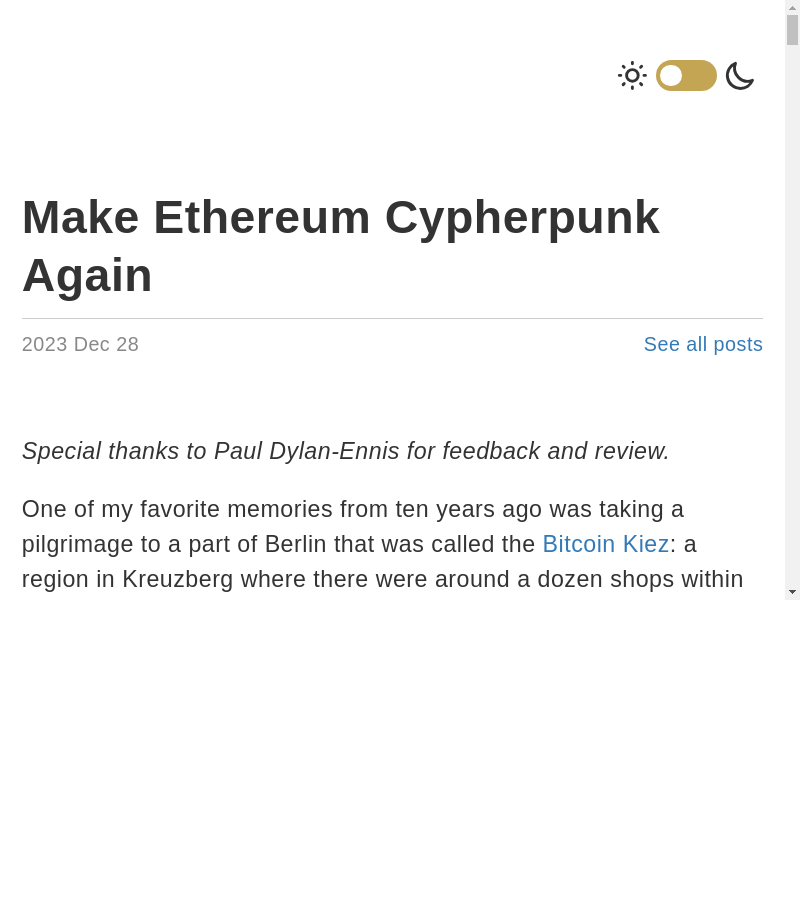 Make Ethereum Cypherpunk
Again
2023 Dec 28
See all posts
Special thanks to Paul Dylan-Ennis for feedback and review.
One of my favorite memories from ten years ago was taking a
pilgrimage to a part of Berlin that was called the Bitcoin Kiez: a
region in Kreuzberg where there were around a dozen shops within